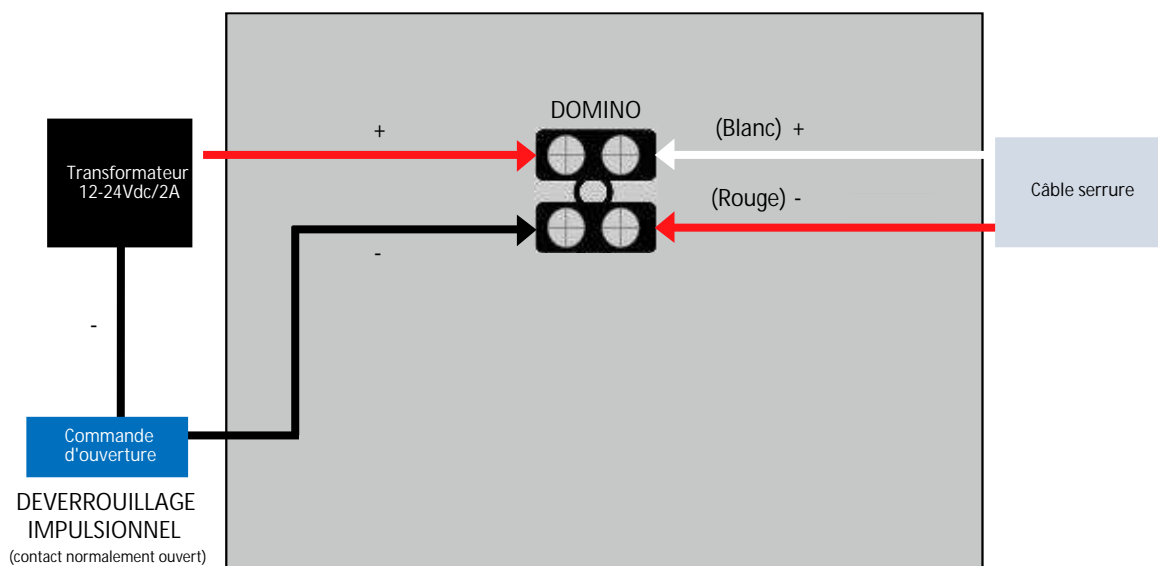 DOMINO
+
(Blanc) +
Transformateur
12-24Vdc/2A
Câble serrure
(Rouge) -
-
-
Commande
d'ouverture
DEVERROUILLAGE
IMPULSIONNEL
(contact normalement ouvert)